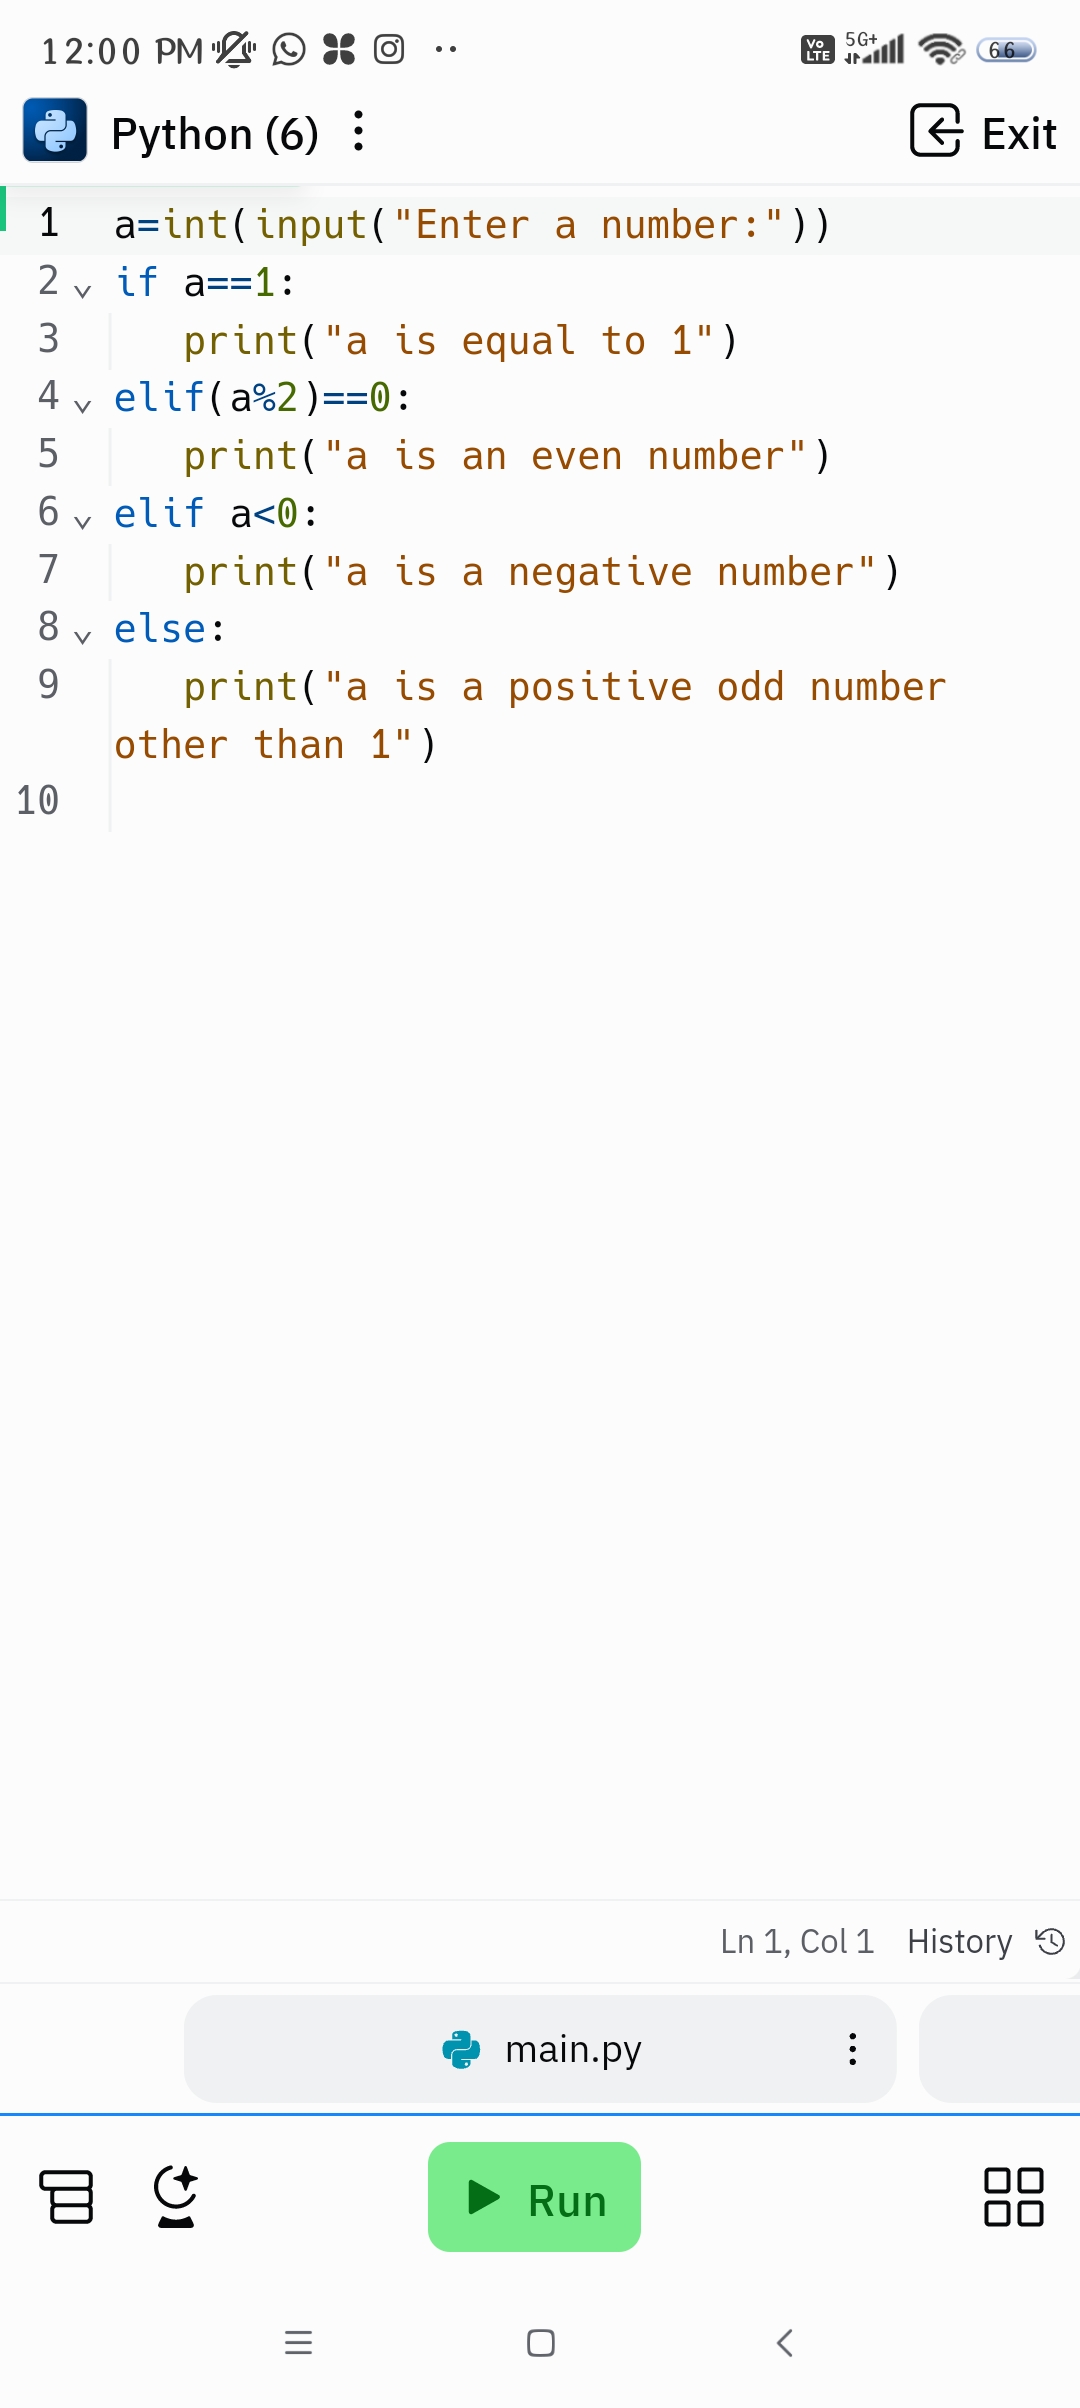 12:00 PM
Vo LTE 5G+ 66
Python (6)
Exit
1 a=int(input("Enter a number:"))
2 if a==1:
3 print("a is equal to 1")
4 elif(a%2)==0:
5 print("a is an even number")
6 elif a<0:
7 print("a is a negative number")
8 else:
9 print("a is a positive odd number
other than 1")
10
Ln 1, Col 1 History
main.py
Run